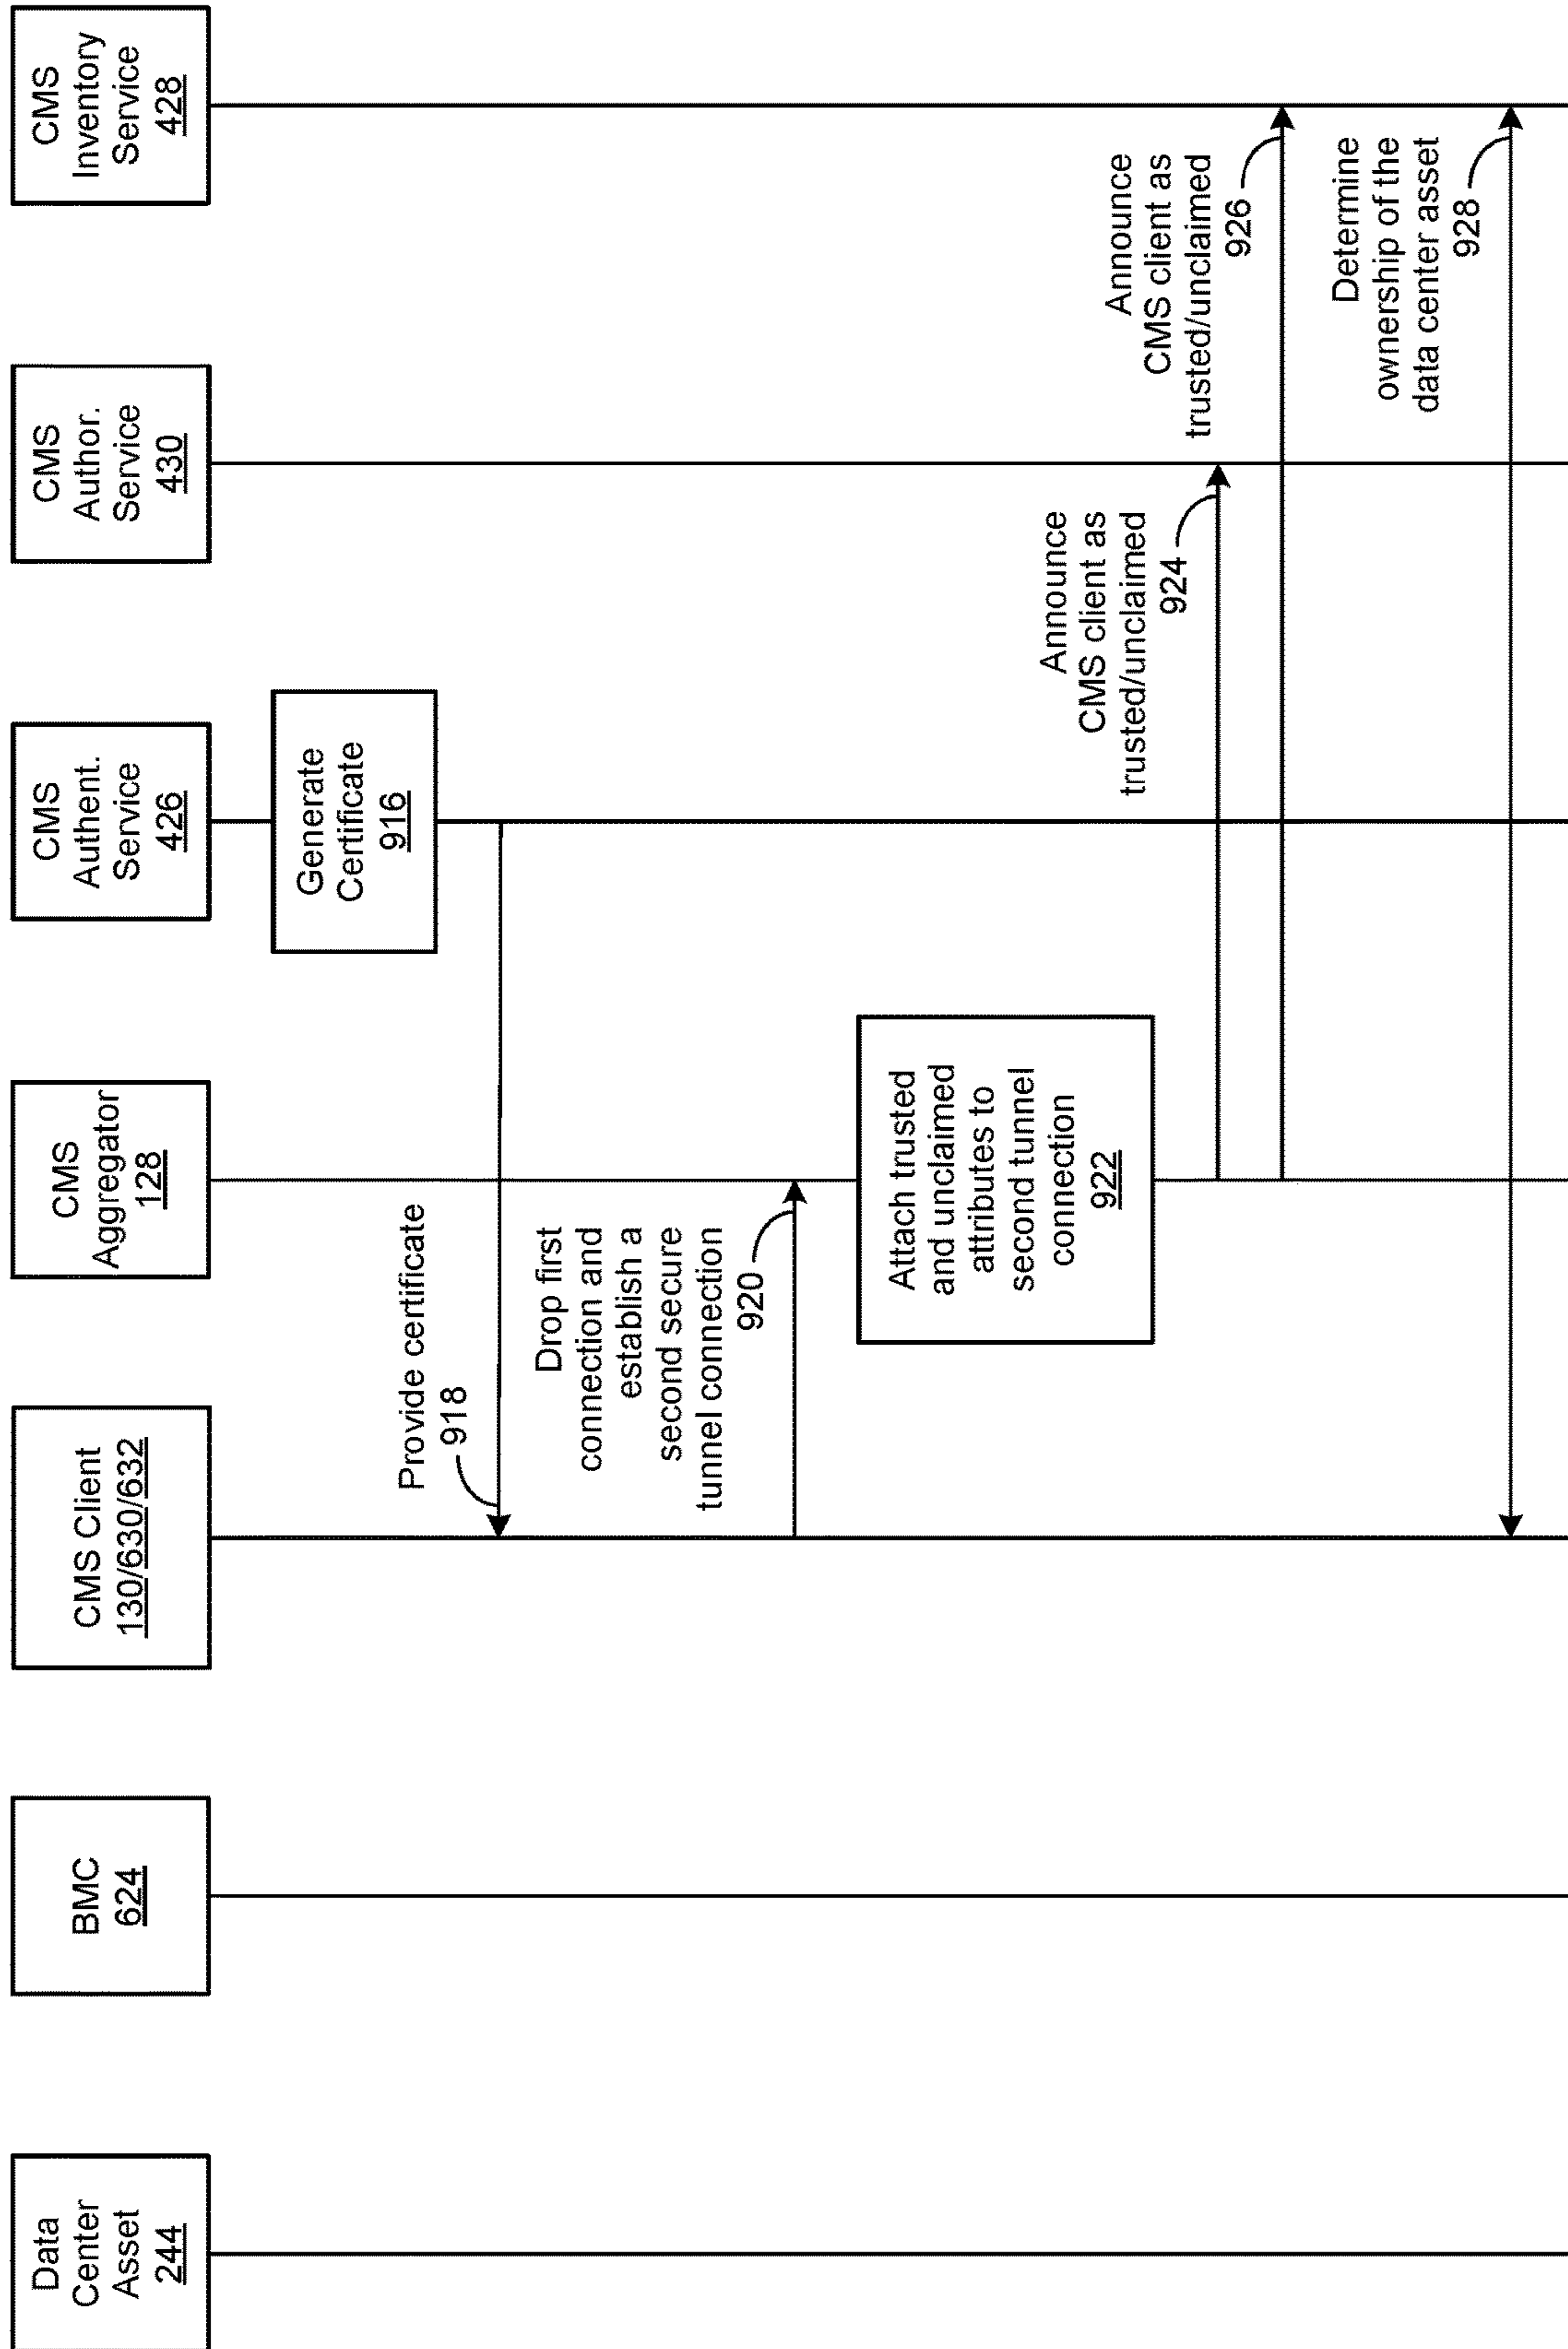 Data
Center
Asset
244
BMC
624
CMS Client
130/630/632
CMS
Aggregator
128
CMS
Authent.
Service
426
CMS
Author.
Service
430
CMS
Inventory
Service
428
Generate
Certificate
916
Provide certificate
918
Drop first
connection and
establish a
second secure
tunnel connection
920
Attach trusted
and unclaimed
attributes to
second tunnel
connection
922
Announce
CMS client as
trusted/unclaimed
924
Announce
CMS client as
trusted/unclaimed
926
Determine
ownership of the
data center asset
928